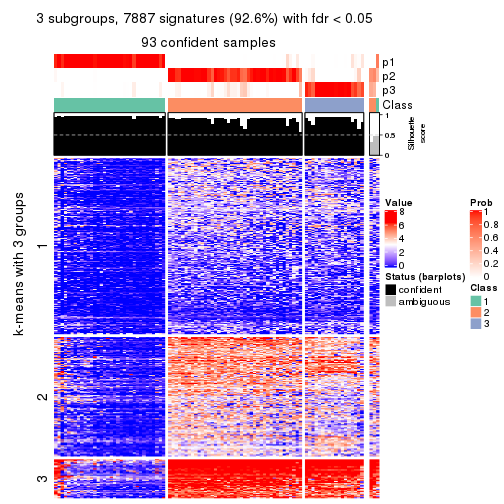 3 subgroups, 7887 signatures (92.6%) with fdr < 0.05
93 confident samples
p1
p2
p3
Class
1
0.5
0
Silhouette
score
k-means with 3 groups
1
2
3
Value
8
6
4
2
0
Status (barplots)
confident
ambiguous
Prob
1
0.8
0.6
0.4
0.2
0
Class
1
2
3